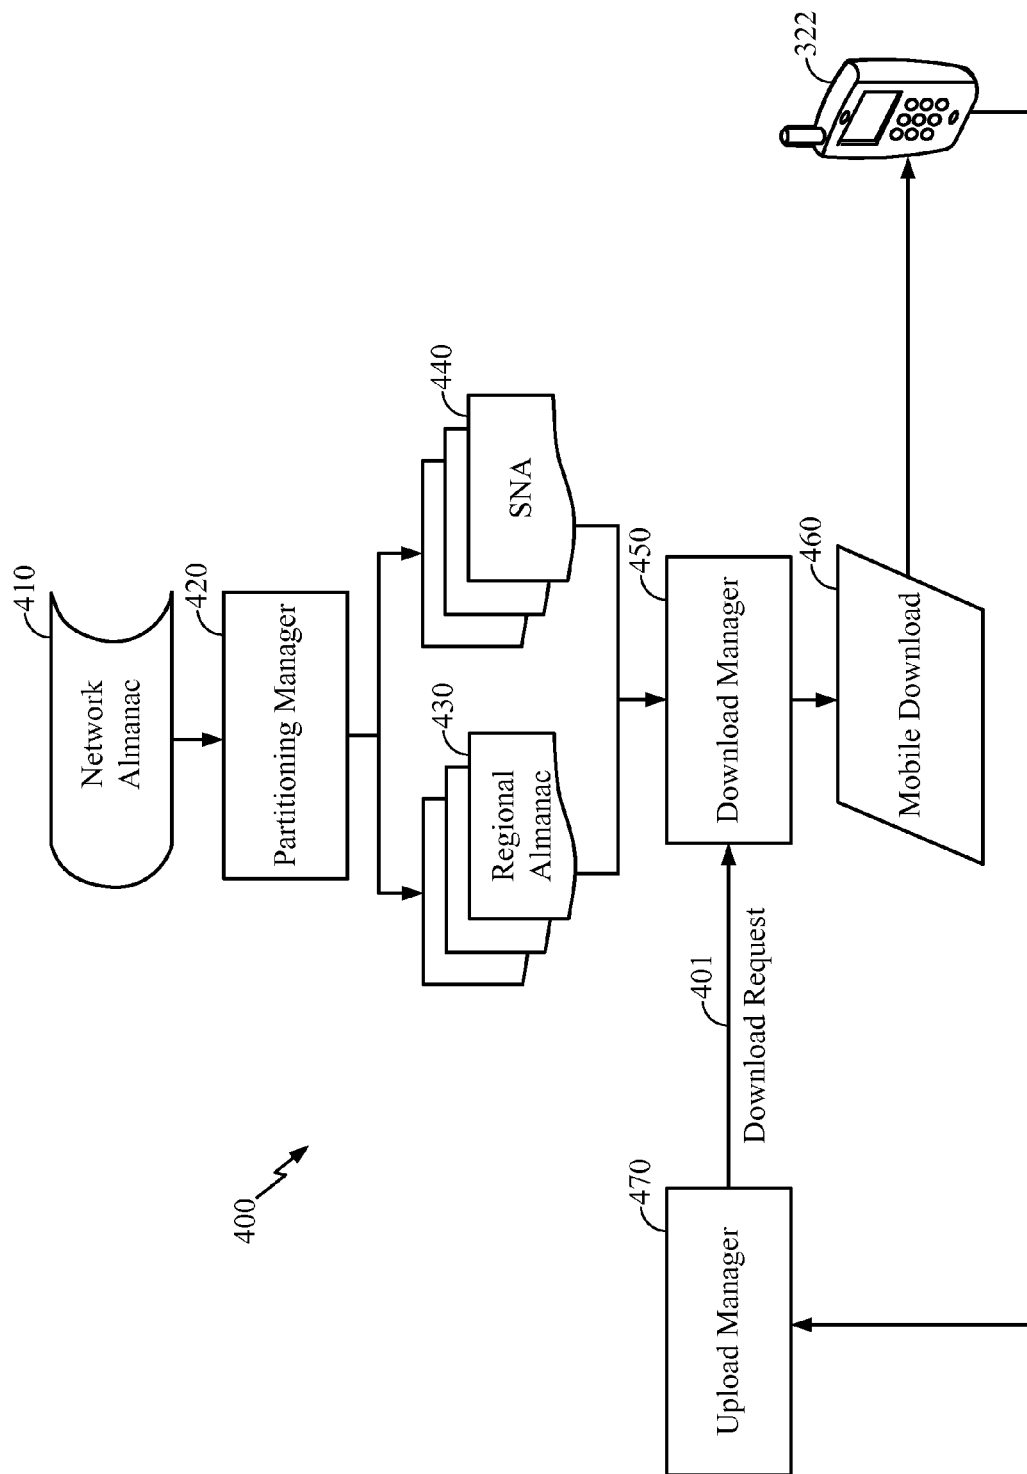 410
Network
Almanac
420
Partitioning Manager
430
Regional
Almanac
440
SNA
400
470
Upload Manager
401
Download Request
450
Download Manager
460
Mobile Download
322